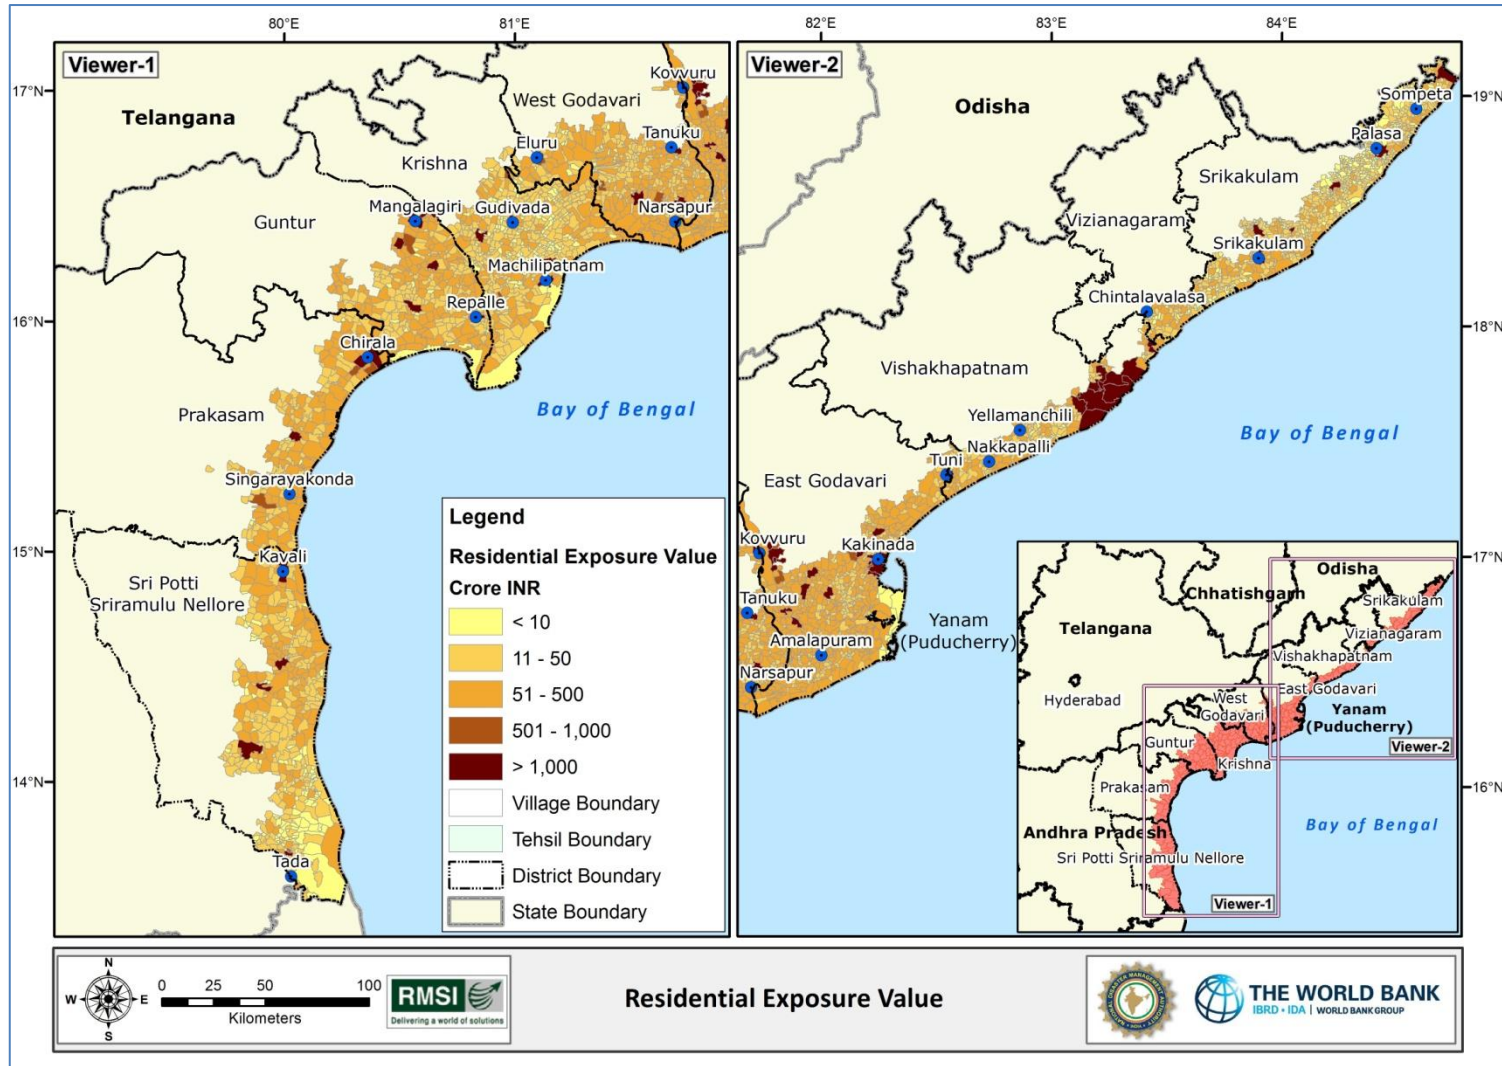 80°E
81°E
82°E
83°E
84°E
Viewer-1
17°N
16°N
15°N
14°N
Telangana
West Godavari
Kovvuru
Tanuku
Eluru
Krishna
Guntur
Mangalagiri
Gudivada
Narsapur
Machilipatnam
Repalle
Chirala
Prakasam
Bay of Bengal
Singarayakonda
Kavali
Sri Potti
Sriramulu Nellore
Tada
Legend
Residential Exposure Value
Crore INR
< 10
11 - 50
51 - 500
501 - 1,000
> 1,000
Village Boundary
Tehsil Boundary
District Boundary
State Boundary
Viewer-2
19°N
18°N
17°N
16°N
Odisha
Sompeta
Palasa
Srikakulam
Vizianagaram
Srikakulam
Chintalavalasa
Vishakhapatnam
Yellamanchili
Nakkapalli
Tuni
Bay of Bengal
East Godavari
Kovvuru
Kakinada
Tanuku
Amalapuram
Yanam
(Puducherry)
Narsapur
Odisha
Chhatishgarh
Srikakulam
Telangana
Vizianagaram
Vishakhapatnam
East Godavari
Hyderabad
West
Godavari
Yanam
(Puducherry)
Viewer-2
Guntur
Krishna
Prakasam
Andhra Pradesh
Bay of Bengal
Sri Potti Sriramulu Nellore
Viewer-1
N
W
E
S
0 25 50 100
Kilometers
RMSI
Delivering a world of solutions
Residential Exposure Value
THE WORLD BANK
IBRD • IDA | WORLD BANK GROUP